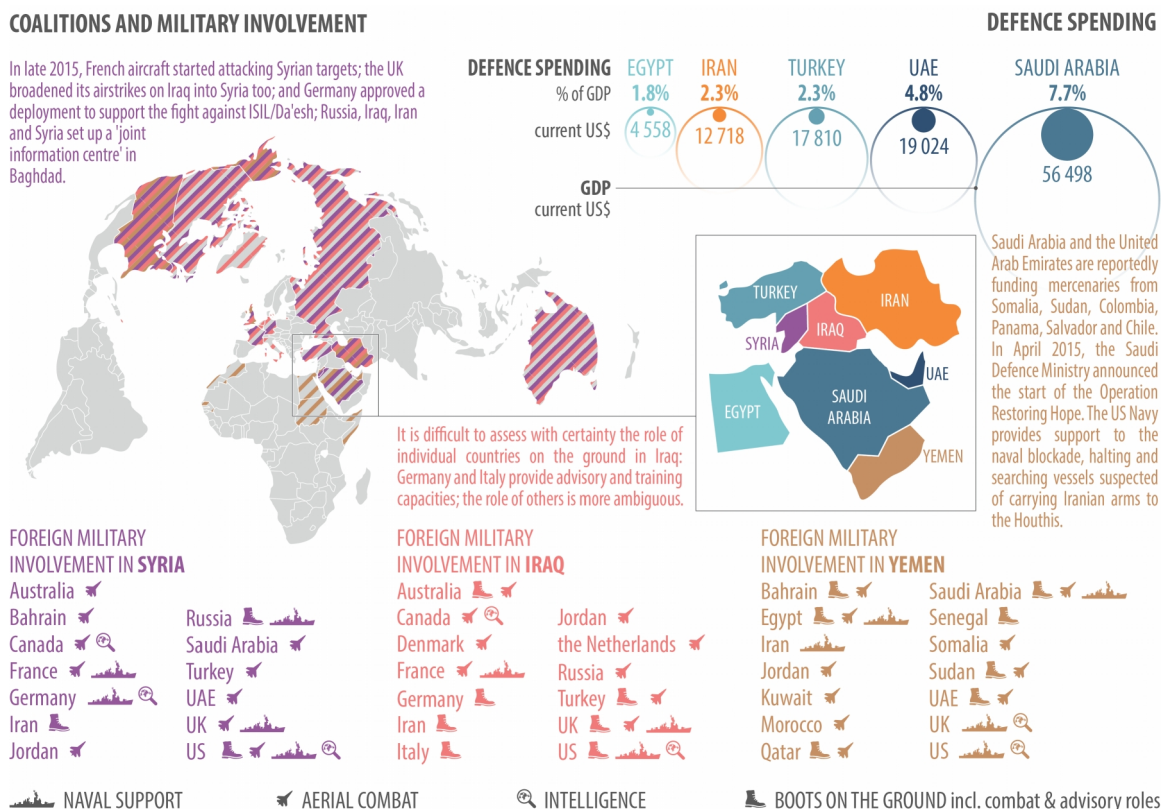 COALITIONS AND MILITARY INVOLVEMENT
DEFENCE SPENDING
In late 2015, French aircraft started attacking Syrian targets; the UK
broadened its airstrikes on Iraq into Syria too; and Germany approved a
deployment to support the fight against ISIL/Da'esh; Russia, Iraq, Iran
and Syria set up a 'joint
information centre' in
Baghdad.
DEFENCE SPENDING EGYPT IRAN TURKEY UAE SAUDI ARABIA
% of GDP 1.8% 2.3% 2.3% 4.8% 7.7%
current US$ 4 558 12 718 17 810 19 024 56 498
GDP
current US$
TURKEY
IRAN
SYRIA
IRAQ
UAE
SAUDI
ARABIA
EGYPT
YEMEN
Saudi Arabia and the United
Arab Emirates are reportedly
funding mercenaries from
Somalia, Sudan, Colombia,
Panama, Salvador and Chile.
In April 2015, the Saudi
Defence Ministry announced
the start of the Operation
Restoring Hope. The US Navy
provides support to the
naval blockade, halting and
searching vessels suspected
of carrying Iranian arms to
the Houthis.
It is difficult to assess with certainty the role of
individual countries on the ground in Iraq:
Germany and Italy provide advisory and training
capacities; the role of others is more ambiguous.
FOREIGN MILITARY
INVOLVEMENT IN SYRIA
Australia
Bahrain
Canada
France
Germany
Iran
Jordan
Russia
Saudi Arabia
Turkey
UAE
UK
US
FOREIGN MILITARY
INVOLVEMENT IN IRAQ
Australia
Canada
Denmark
France
Germany
Iran
Italy
Jordan
the Netherlands
Russia
Turkey
UK
US
FOREIGN MILITARY
INVOLVEMENT IN YEMEN
Bahrain
Egypt
Iran
Jordan
Kuwait
Morocco
Qatar
Saudi Arabia
Senegal
Somalia
Sudan
UAE
UK
US
NAVAL SUPPORT
AERIAL COMBAT
INTELLIGENCE
BOOTS ON THE GROUND incl. combat & advisory roles